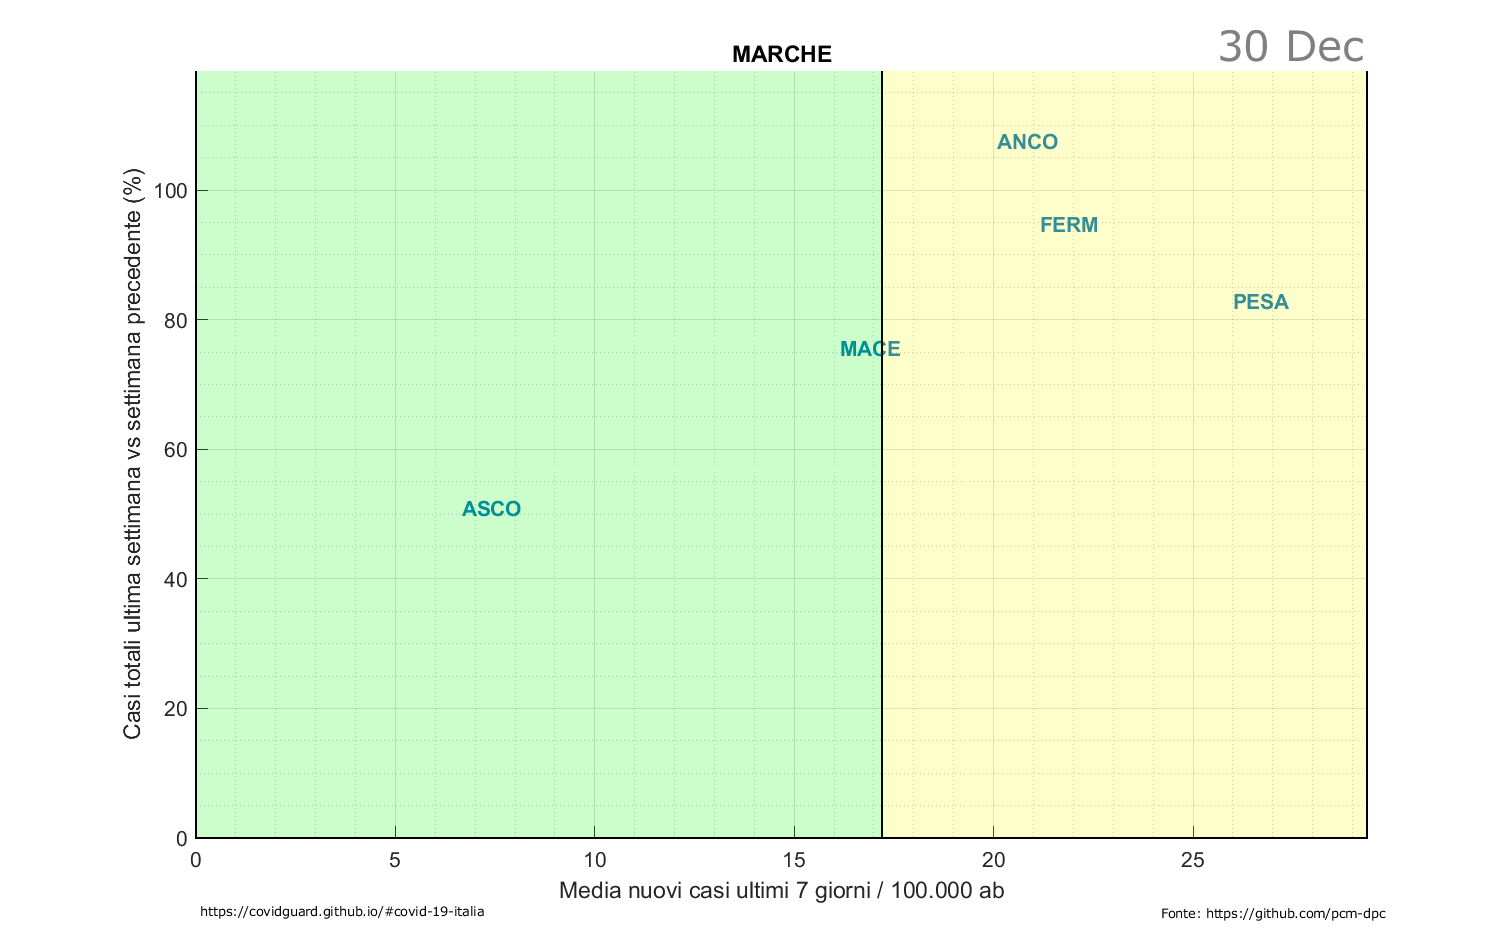 30 Dec
MARCHE
Casi totali ultima settimana vs settimana precedente (%)
100
80
60
40
20
0
ANCO
FERM
PESA
MACE
ASCO
0 5 10 15 20 25
Media nuovi casi ultimi 7 giorni / 100.000 ab
https://covidguard.github.io/#covid-19-italia
Fonte: https://github.com/pcm-dpc